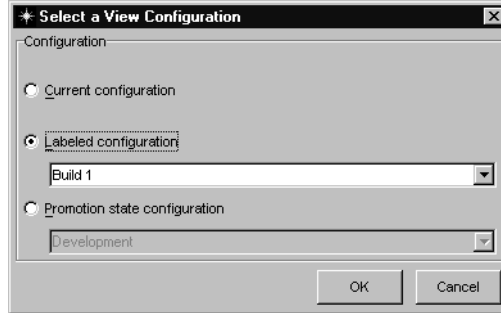 Select a View Configuration
Configuration
Current configuration
Labeled configuration
Build 1
Promotion state configuration
Development
OK Cancel